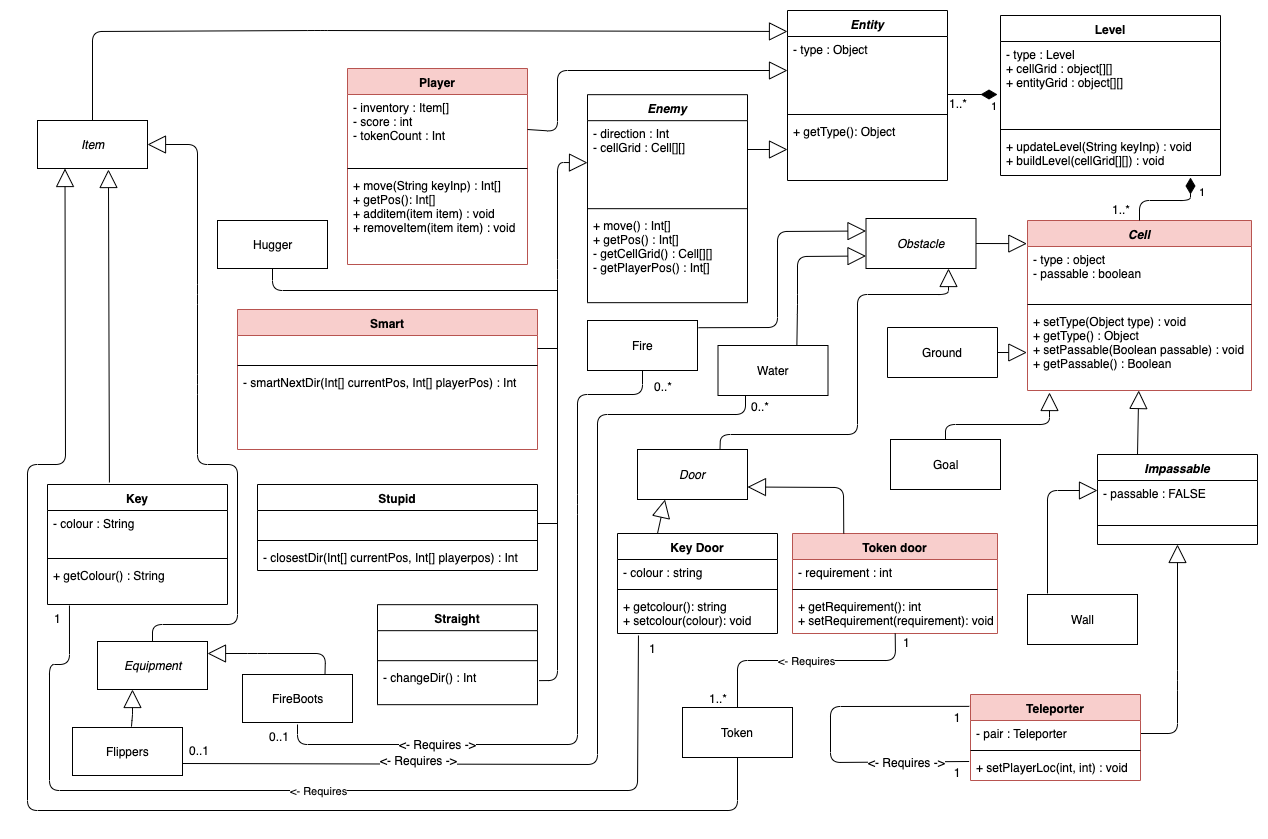 Entity
- type : Object
+ getType(): Object
Level
- type : Level
+ cellGrid : object[][]
+ entityGrid : object[][]
+ updateLevel(String keyInp) : void
+ buildLevel(cellGrid[][]) : void
1..*
1
Player
- inventory : Item[]
- score : int
- tokenCount : Int
+ move(String keyInp) : Int[]
+ getPos(): Int[]
+ additem(item item) : void
+ removeItem(item item) : void
Enemy
- direction : Int
- cellGrid : Cell[][]
+ move() : Int[]
+ getPos() : Int[]
- getCellGrid() : Cell[][]
- getPlayerPos() : Int[]
Item
1
1..*
Hugger
Obstacle
Cell
- type : object
- passable : boolean
+ setType(Object type) : void
+ getType() : Object
+ setPassable(Boolean passable) : void
+ getPassable() : Boolean
Smart
- smartNextDir(Int[] currentPos, Int[] playerPos) : Int
Fire
0..*
Water
0..*
Ground
Goal
Door
Impassable
- passable : FALSE
Key
- colour : String
+ getColour() : String
1
Stupid
- closestDir(Int[] currentPos, Int[] playerpos) : Int
Key Door
- colour : string
+ getcolour(): string
+ setcolour(colour): void
1
Token door
- requirement : int
+ getRequirement(): int
+ setRequirement(requirement): void
1
Straight
- changeDir() : Int
Wall
Equipment
<- Requires
FireBoots
0..1
1..*
Token
Flippers
0..1
<- Requires ->
<- Requires ->
<- Requires
Teleporter
- pair : Teleporter
+ setPlayerLoc(int, int) : void
1
<- Requires ->
1